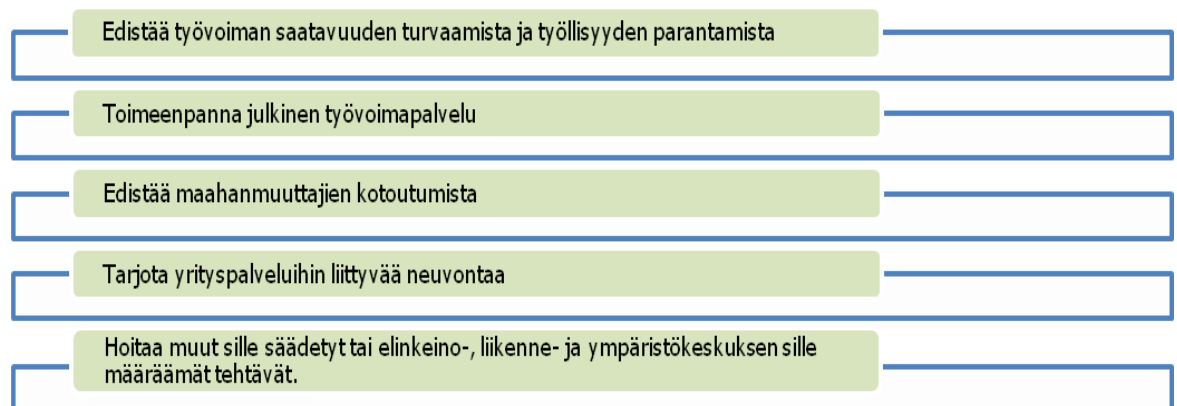 Edistää työvoiman saatavuuden turvaamista ja työllisyyden parantamista
Toimeenpanna julkinen työvoimapalvelu
Edistää maahanmuuttajien kotoutumista
Tarjota yrityspalveluihin liittyvää neuvontaa
Hoitaa muut sille säädetyt tai elinkeino-, liikenne- ja ympäristökeskuksen sille
määräämät tehtävät.